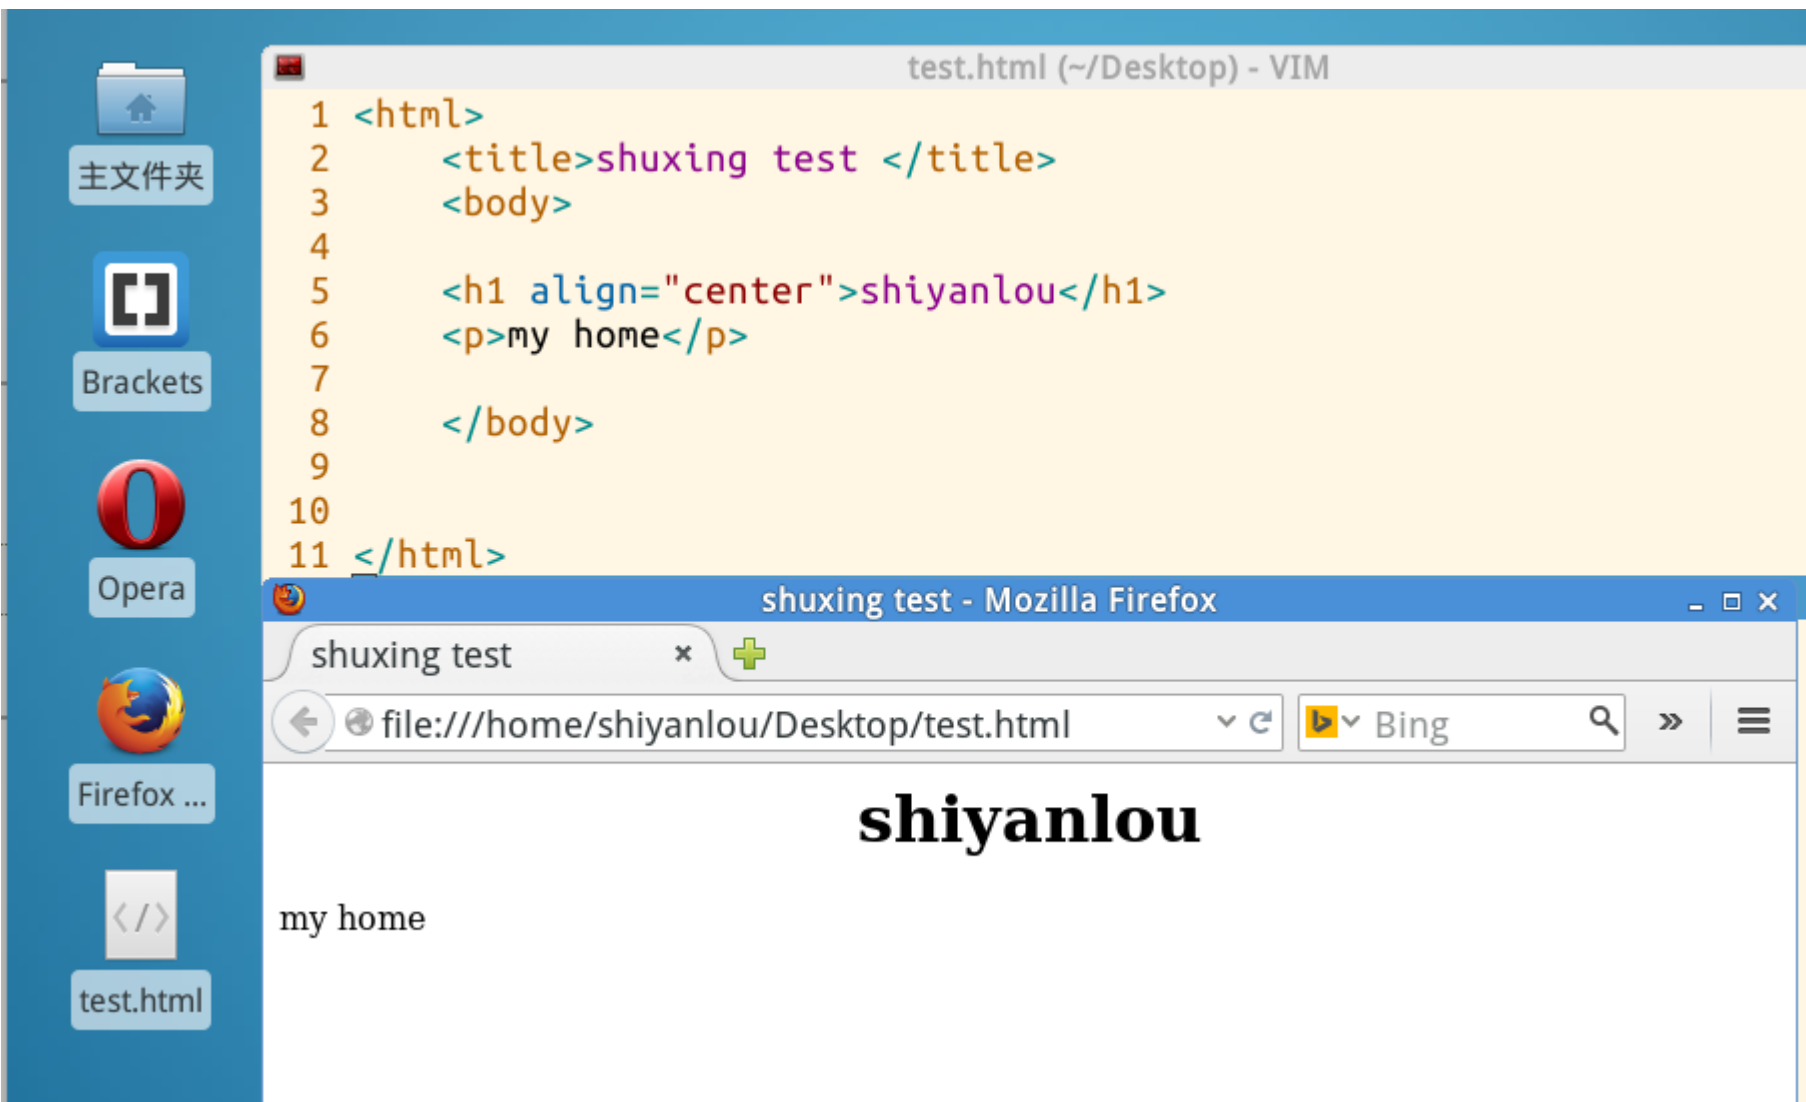 主文件夹
Brackets
Opera
Firefox ...
test.html
test.html (~/Desktop) - VIM
1 <html>
2     <title>shuxing test </title>
3     <body>
4
5     <h1 align="center">shiyanlou</h1>
6     <p>my home</p>
7
8     </body>
9
10
11 </html>
shuxing test - Mozilla Firefox
shuxing test
file:///home/shiyanlou/Desktop/test.html
Bing
shiyanlou
my home